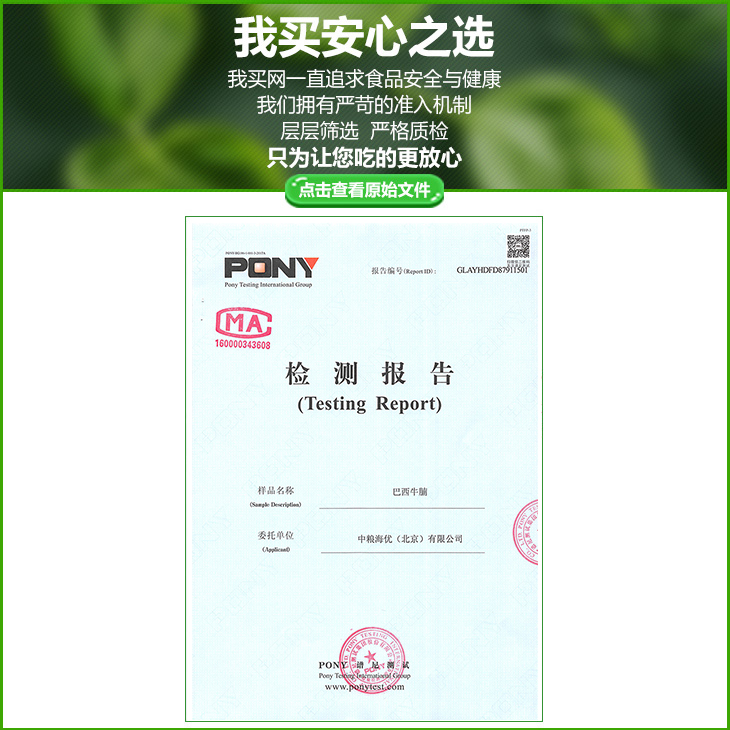 我买安心之选
我买网一直追求食品安全与健康
我们拥有严苛的准入机制
层层筛选 严格质检
只为让您吃的更放心
点击查看原始文件
PONY
Pony Testing International Group
报告编号(Report ID):
GLAYHDFD87911501
MA
160000343608
检测报告
(Testing Report)
样品名称
巴西牛腩
(Sample Description)
委托单位
中粮海优（北京）有限公司
(Applicant)
PONY 谱尼测试
Pony Testing International Group
www.ponytest.com